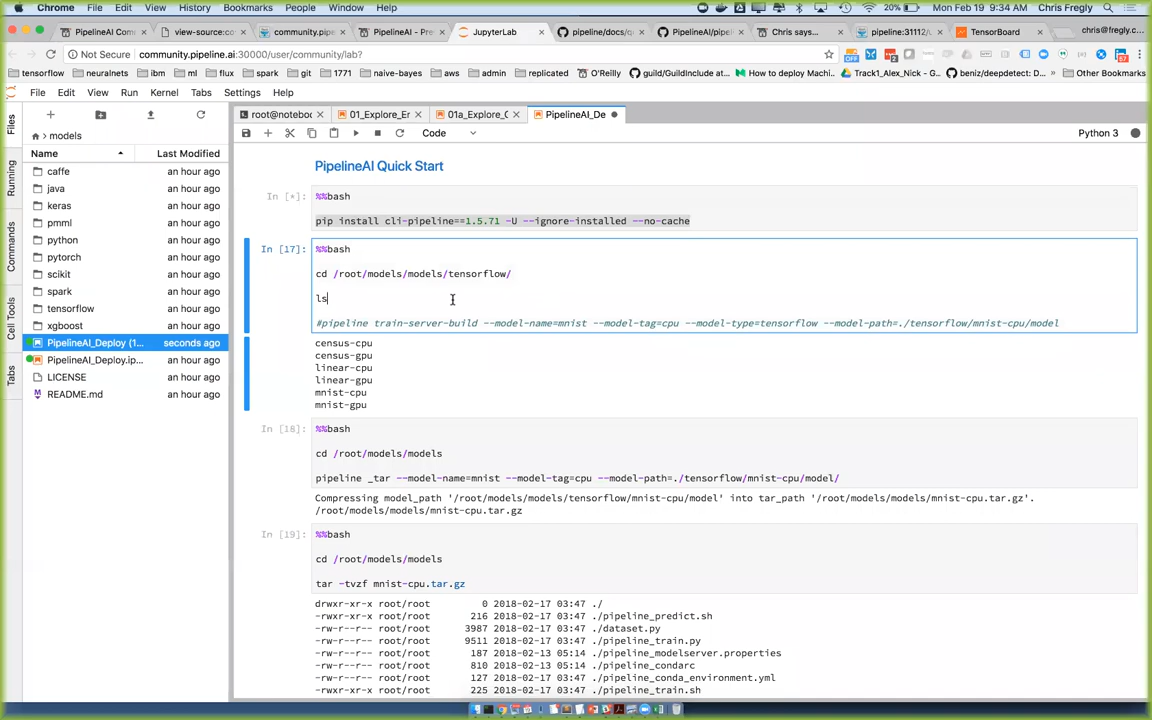 Chrome File Edit View History Bookmarks People Window Help 20% Mon Feb 19 9:34 AM Chris Fregly
PipelineAI Com view-source:co community.pipe PipelineAI - Pre JupyterLab pipeline/docs/q PipelineAI/pipel Chris says... pipeline:31112/ TensorBoard chris@fregly.c
Not Secure community.pipeline.ai:30000/user/community/lab?
tensorflow neuralnets ibm ml flux spark git 1771 naive-bayes aws admin replicated O'Reilly guild/GuildInclude at How to deploy Machi... Track1_Alex_Nick - G... beniz/deepdetect: D... Other Bookmarks
File Edit View Run Kernel Tabs Settings Help
root@notebo 01_Explore_Er 01a_Explore_C PipelineAI_De
Code Python 3
Files
Running
Commands
Cell Tools
Tabs
models
Name Last Modified
caffe an hour ago
java an hour ago
keras an hour ago
pmml an hour ago
python an hour ago
pytorch an hour ago
scikit an hour ago
spark an hour ago
tensorflow an hour ago
xgboost an hour ago
PipelineAI_Deploy (1... seconds ago
PipelineAI_Deploy.ip... an hour ago
LICENSE an hour ago
README.md an hour ago
PipelineAI Quick Start
In [*]: %%bash
pip install cli-pipeline==1.5.71 -U --ignore-installed --no-cache
In [17]: %%bash
cd /root/models/models/tensorflow/
ls
#pipeline train-server-build --model-name=mnist --model-tag=cpu --model-type=tensorflow --model-path=./tensorflow/mnist-cpu/model
census-cpu
census-gpu
linear-cpu
linear-gpu
mnist-cpu
mnist-gpu
In [18]: %%bash
cd /root/models/models
pipeline _tar --model-name=mnist --model-tag=cpu --model-path=./tensorflow/mnist-cpu/model/
Compressing model_path '/root/models/models/tensorflow/mnist-cpu/model' into tar_path '/root/models/models/mnist-cpu.tar.gz'.
/root/models/models/mnist-cpu.tar.gz
In [19]: %%bash
cd /root/models/models
tar -tvzf mnist-cpu.tar.gz
drwxr-xr-x root/root 0 2018-02-17 03:47 ./
-rwxr-xr-x root/root 216 2018-02-17 03:47 ./pipeline_predict.sh
-rw-r--r-- root/root 3987 2018-02-17 03:47 ./dataset.py
-rw-r--r-- root/root 9511 2018-02-17 03:47 ./pipeline_train.py
-rw-r--r-- root/root 187 2018-02-13 05:14 ./pipeline_modelserver.properties
-rw-r--r-- root/root 810 2018-02-13 05:14 ./pipeline_condarc
-rw-r--r-- root/root 127 2018-02-17 03:47 ./pipeline_conda_environment.yml
-rwxr-xr-x root/root 225 2018-02-17 03:47 ./pipeline_train.sh